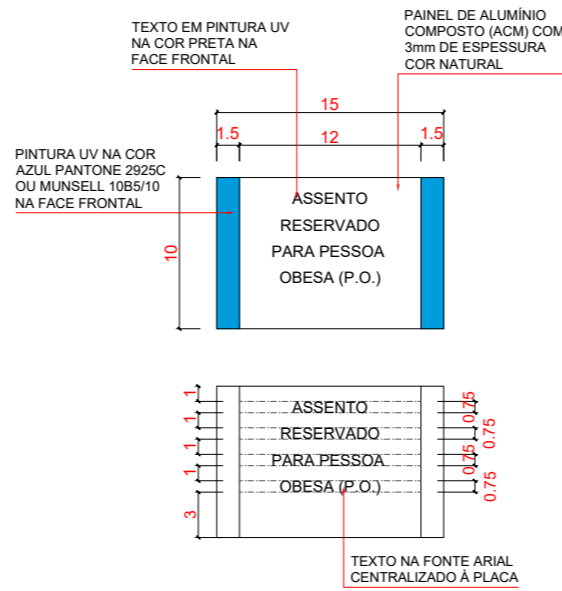 TEXTO EM PINTURA UV
NA COR PRETA NA
FACE FRONTAL
PAINEL DE ALUMÍNIO
COMPOSTO (ACM) COM
3mm DE ESPESSURA
COR NATURAL
15
1.5
12
1.5
PINTURA UV NA COR
AZUL PANTONE 2925C
OU MUNSELL 10B5/10
NA FACE FRONTAL
10
ASSENTO
RESERVADO
PARA PESSOA
OBESA (P.O.)
1
1
1
1
3
ASSENTO
RESERVADO
PARA PESSOA
OBESA (P.O.)
0.75
0.75
0.75
0.75
TEXTO NA FONTE ARIAL
CENTRALIZADO À PLACA